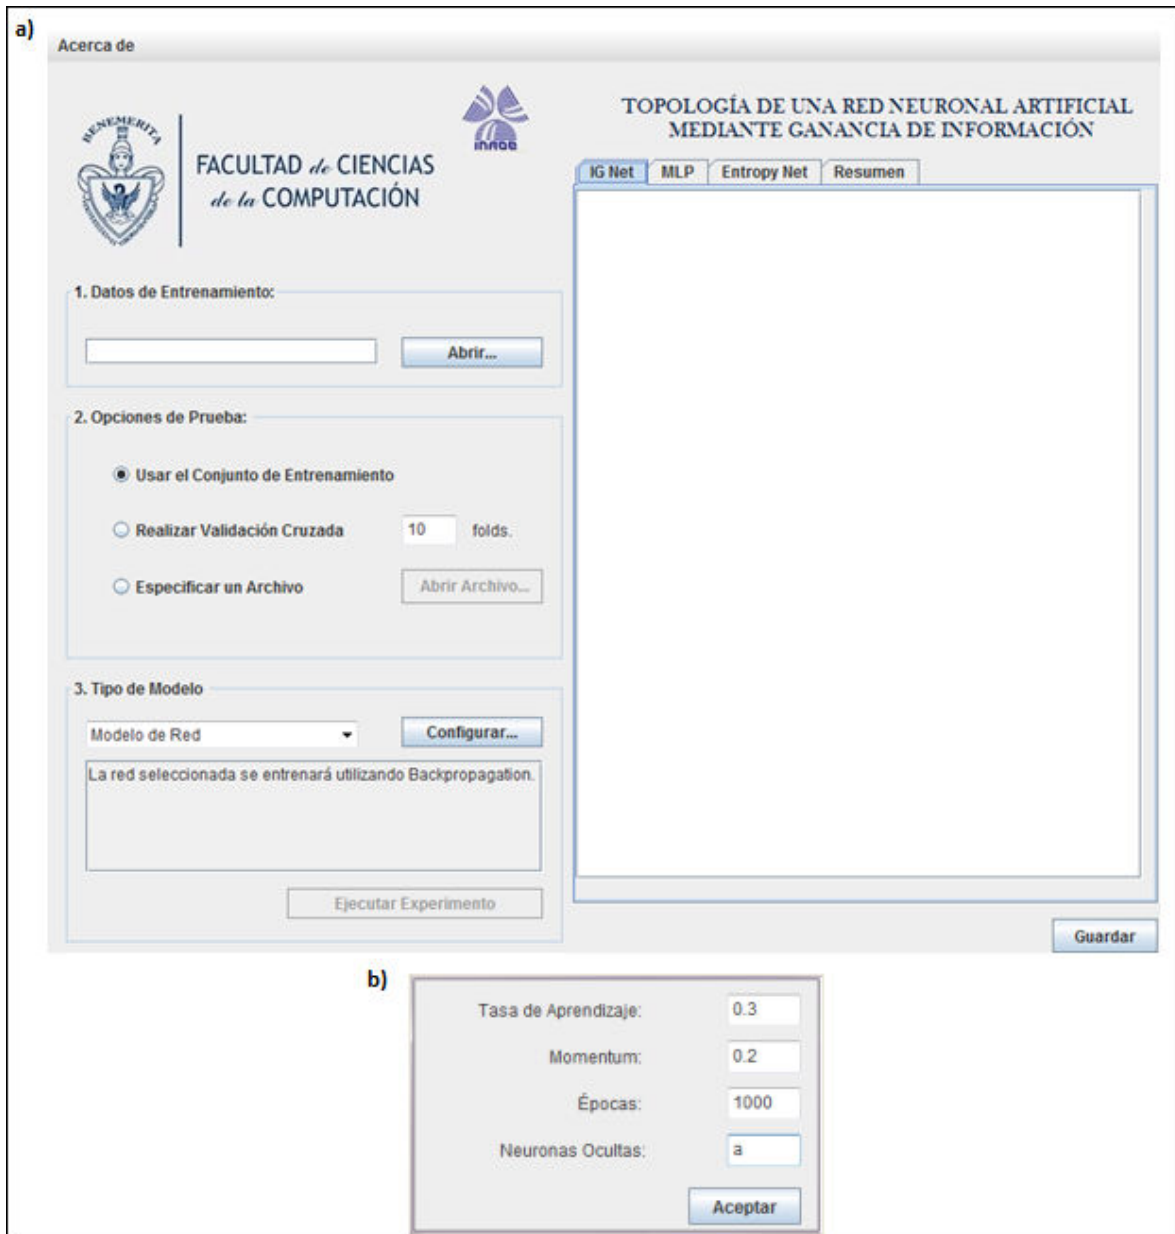 a)
Acerca de
BENEMERITA
FACULTAD de CIENCIAS
de la COMPUTACIÓN
INAOE
TOPOLOGÍA DE UNA RED NEURONAL ARTIFICIAL
MEDIANTE GANANCIA DE INFORMACIÓN
IG Net MLP Entropy Net Resumen
1. Datos de Entrenamiento:
Abrir...
2. Opciones de Prueba:
Usar el Conjunto de Entrenamiento
Realizar Validación Cruzada 10 folds.
Especificar un Archivo Abrir Archivo...
3. Tipo de Modelo
Modelo de Red Configurar...
La red seleccionada se entrenará utilizando Backpropagation.
Ejecutar Experimento
Guardar
b)
Tasa de Aprendizaje: 0.3
Momentum: 0.2
Épocas: 1000
Neuronas Ocultas: a
Aceptar